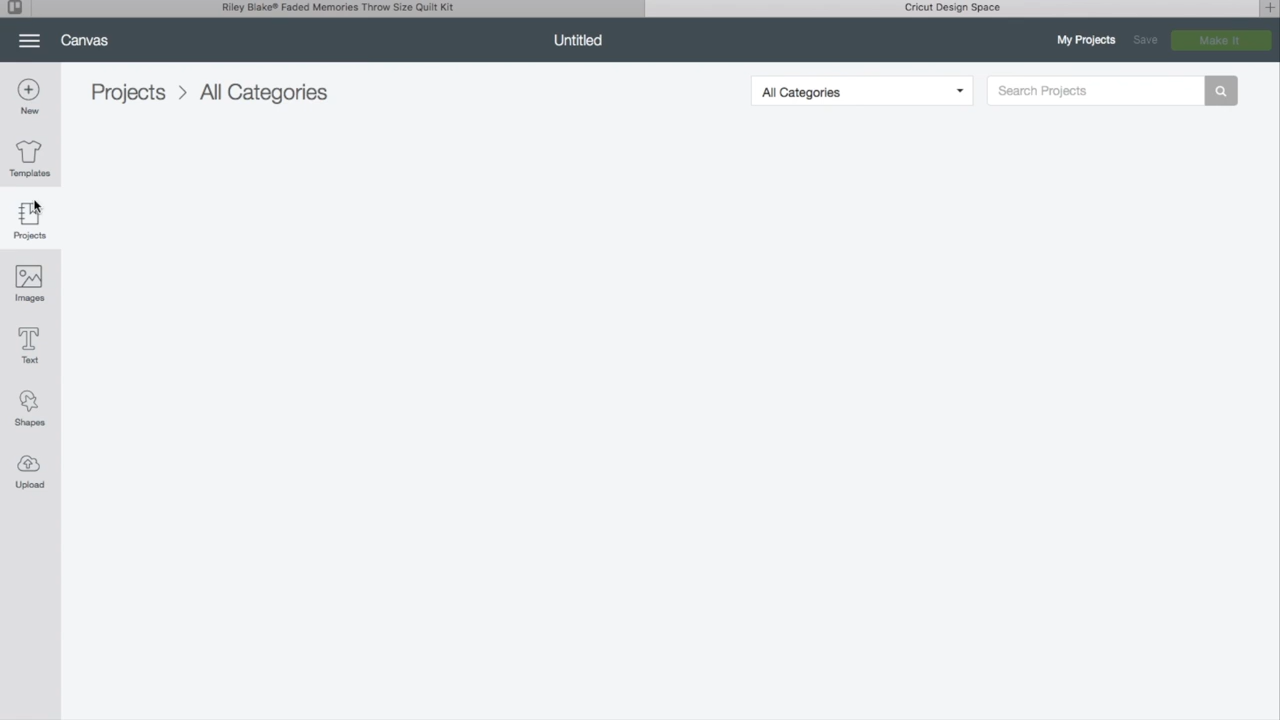 Riley Blake® Faded Memories Throw Size Quilt Kit
Cricut Design Space
Canvas
Untitled
My Projects
Save
Make It
Projects > All Categories
All Categories
Search Projects
New
Templates
Projects
Images
Text
Shapes
Upload